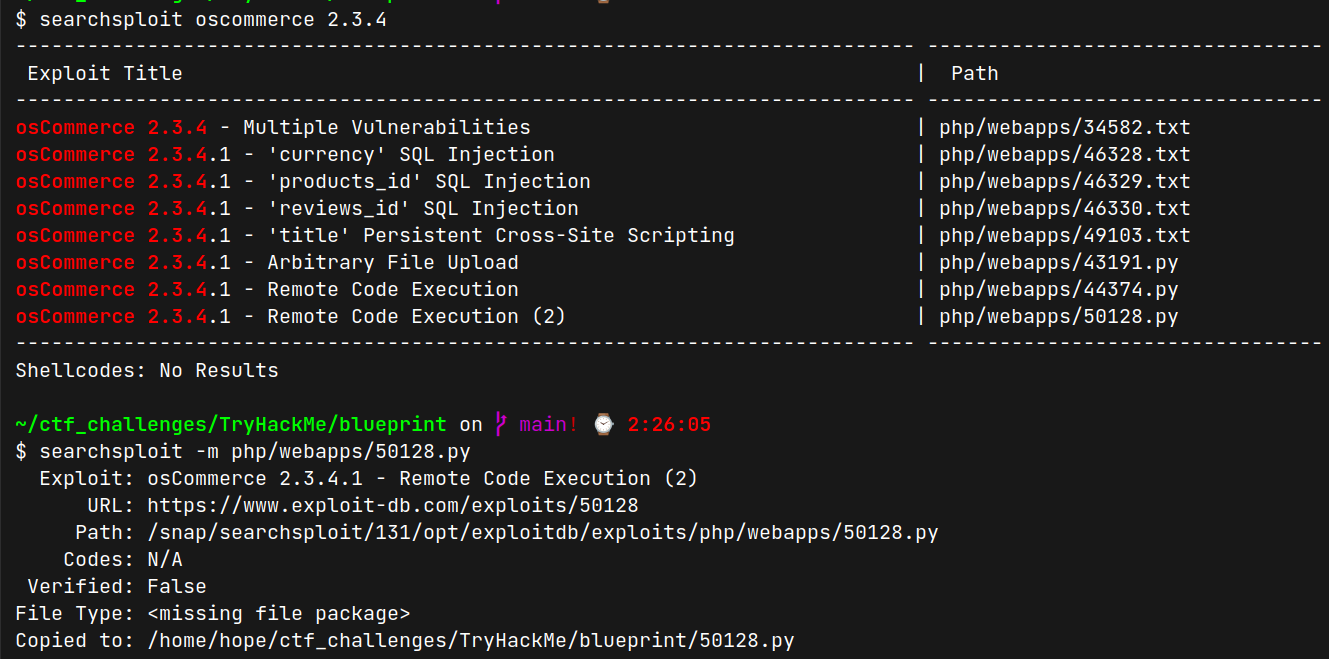 $ searchsploit oscommerce 2.3.4
--------------------------------------------------------------------------- ---------------------------------
Exploit Title | Path
--------------------------------------------------------------------------- ---------------------------------
osCommerce 2.3.4 - Multiple Vulnerabilities | php/webapps/34582.txt
osCommerce 2.3.4.1 - 'currency' SQL Injection | php/webapps/46328.txt
osCommerce 2.3.4.1 - 'products_id' SQL Injection | php/webapps/46329.txt
osCommerce 2.3.4.1 - 'reviews_id' SQL Injection | php/webapps/46330.txt
osCommerce 2.3.4.1 - 'title' Persistent Cross-Site Scripting | php/webapps/49103.txt
osCommerce 2.3.4.1 - Arbitrary File Upload | php/webapps/43191.py
osCommerce 2.3.4.1 - Remote Code Execution | php/webapps/44374.py
osCommerce 2.3.4.1 - Remote Code Execution (2) | php/webapps/50128.py
--------------------------------------------------------------------------- ---------------------------------
Shellcodes: No Results
~/ctf_challenges/TryHackMe/blueprint on main! ⌚ 2:26:05
$ searchsploit -m php/webapps/50128.py
Exploit: osCommerce 2.3.4.1 - Remote Code Execution (2)
URL: https://www.exploit-db.com/exploits/50128
Path: /snap/searchsploit/131/opt/exploitdb/exploits/php/webapps/50128.py
Codes: N/A
Verified: False
File Type: <missing file package>
Copied to: /home/hope/ctf_challenges/TryHackMe/blueprint/50128.py